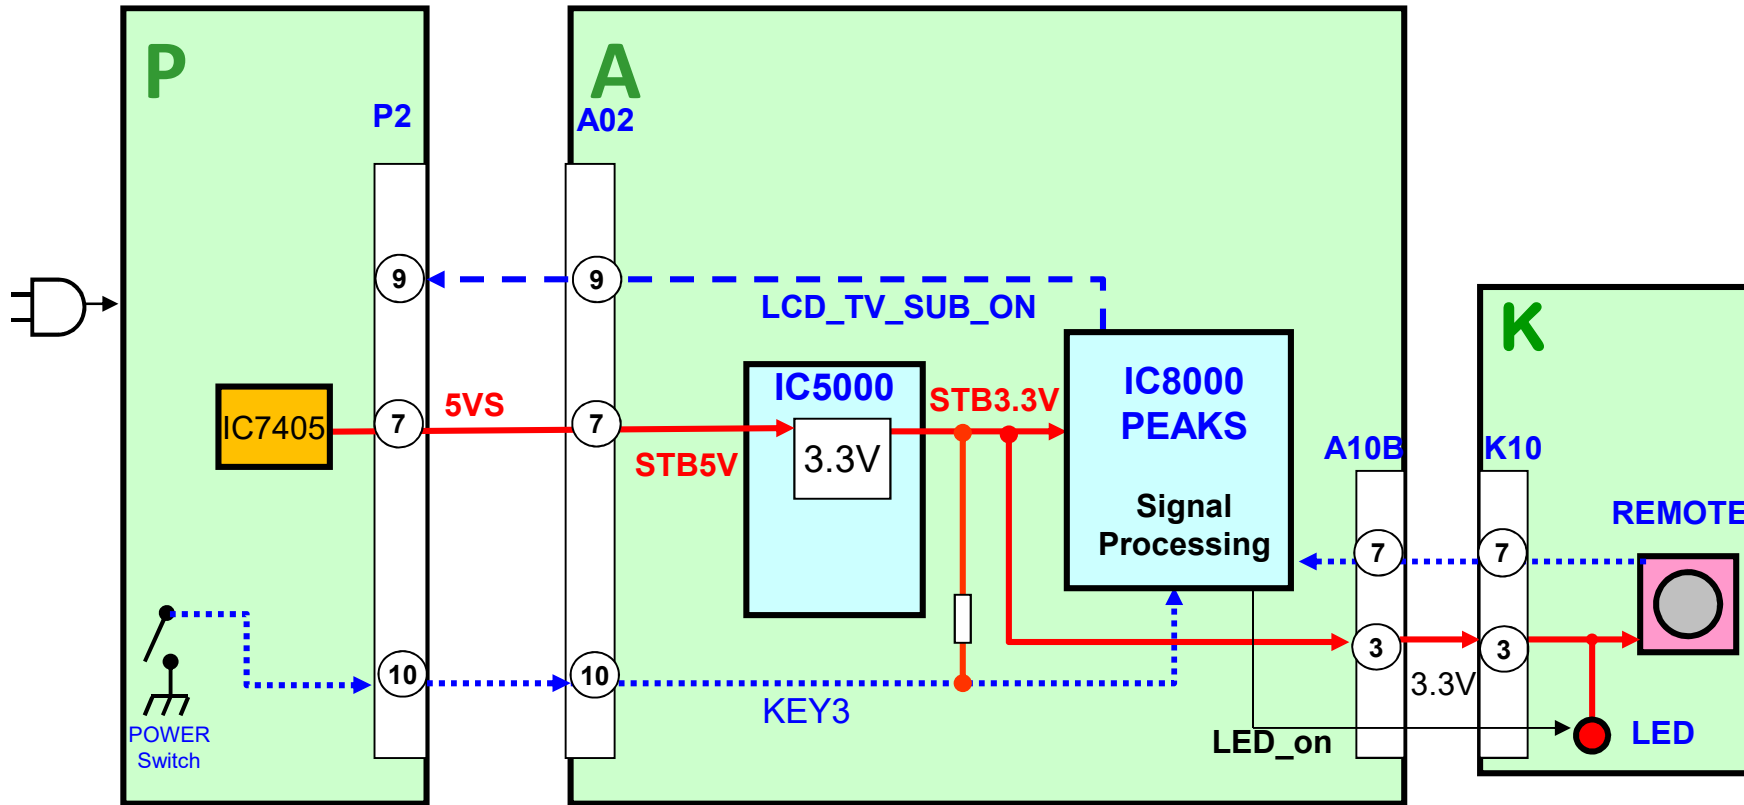 P
A
P2
A02
9
9
LCD_TV_SUB_ON
K
IC5000
IC8000
PEAKS
5VS
STB3.3V
IC7405
7
7
3.3V
STB5V
A10B
K10
Signal
Processing
REMOTE
7
7
3
3
3.3V
10
10
KEY3
POWER
Switch
LED_on
LED